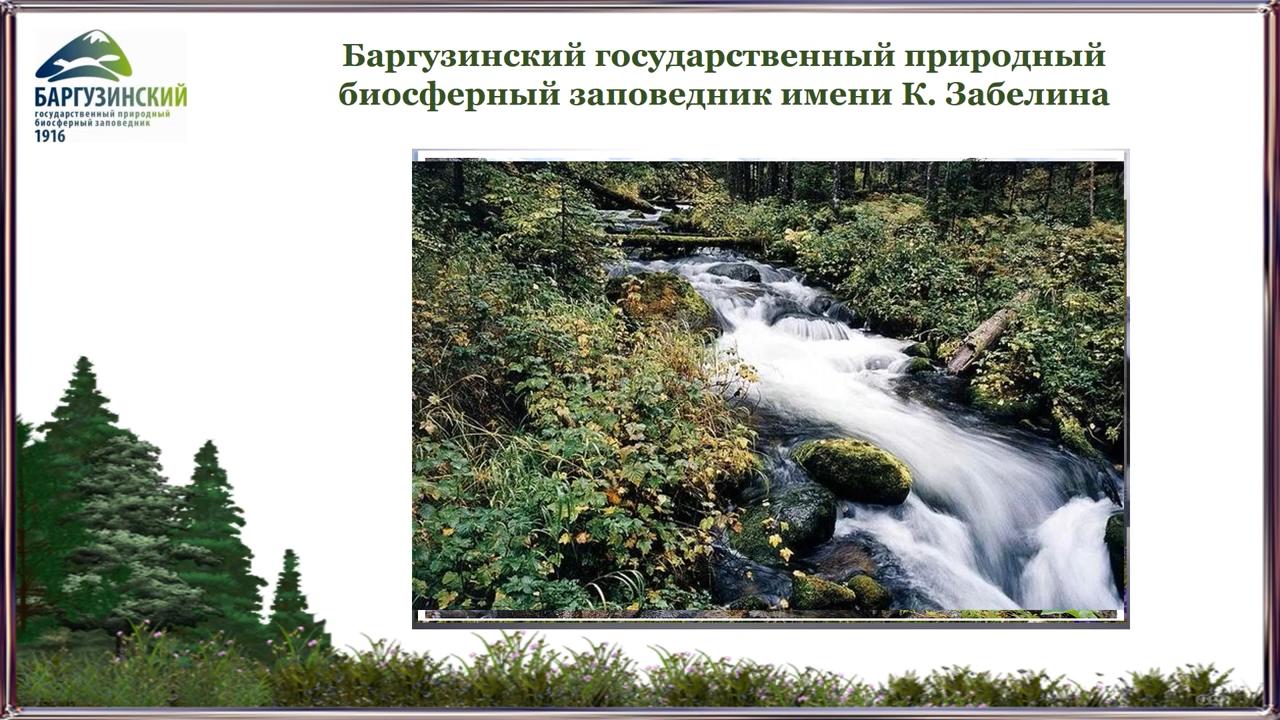 Баргузинский государственный природный
биосферный заповедник имени К. Забелина
БАРГУЗИНСКИЙ
государственный природный
биосферный заповедник
1916